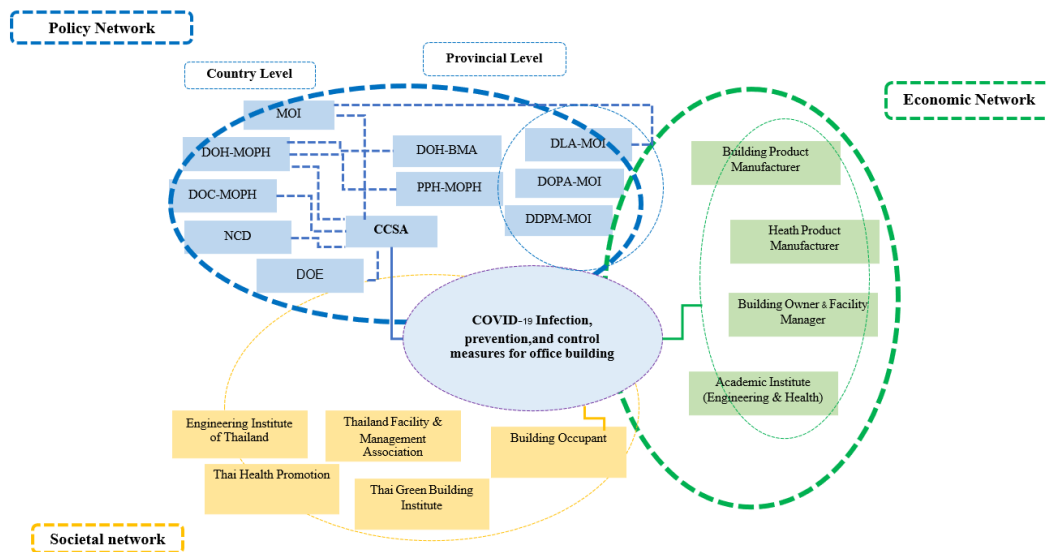 Policy Network
Provincial Level
Country Level
Economic Network
MOI
DOH-MOPH
DOH-BMA
DLA-MOI
Building Product
Manufacturer
DOC-MOPH
PPH-MOPH
DOPA-MOI
NCD
CCSA
DDPM-MOI
Heath Product
Manufacturer
DOE
Building Owner & Facility
Manager
COVID-19 Infection,
prevention,and control
measures for office building
Academic Institute
(Engineering & Health)
Engineering Institute
of Thailand
Thailand Facility &
Management
Association
Building Occupant
Thai Health Promotion
Thai Green Building
Institute
Societal network